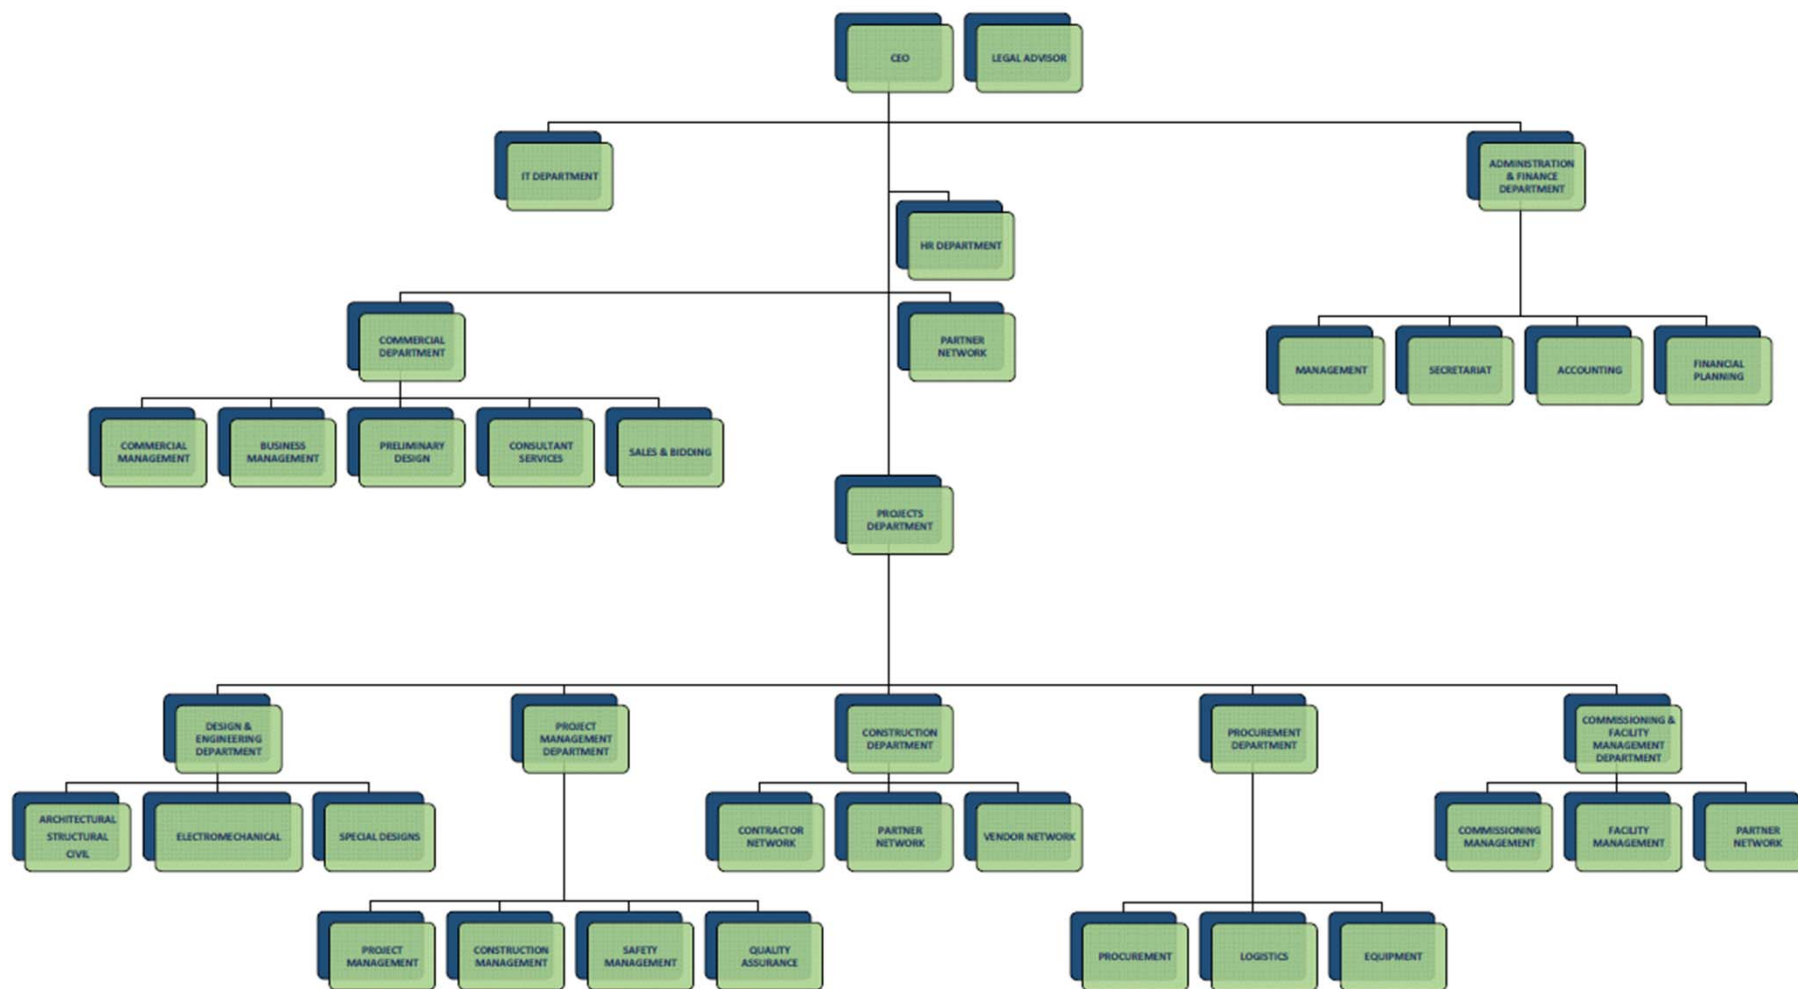 CEO
LEGAL ADVISOR
IT DEPARTMENT
ADMINISTRATION
& FINANCE
DEPARTMENT
HR DEPARTMENT
COMMERCIAL
DEPARTMENT
PARTNER
NETWORK
MANAGEMENT
SECRETARIAT
ACCOUNTING
FINANCIAL
PLANNING
COMMERCIAL
MANAGEMENT
BUSINESS
MANAGEMENT
PRELIMINARY
DESIGN
CONSULTANT
SERVICES
SALES & BIDDING
PROJECTS
DEPARTMENT
DESIGN &
ENGINEERING
DEPARTMENT
PROJECT
MANAGEMENT
DEPARTMENT
CONSTRUCTION
DEPARTMENT
PROCUREMENT
DEPARTMENT
COMMISSIONING &
FACILITY
MANAGEMENT
DEPARTMENT
ARCHITECTURAL
STRUCTURAL
CIVIL
ELECTROMECHANICAL
SPECIAL DESIGNS
CONTRACTOR
NETWORK
PARTNER
NETWORK
VENDOR NETWORK
COMMISSIONING
MANAGEMENT
FACILITY
MANAGEMENT
PARTNER
NETWORK
PROJECT
MANAGEMENT
CONSTRUCTION
MANAGEMENT
SAFETY
MANAGEMENT
QUALITY
ASSURANCE
PROCUREMENT
LOGISTICS
EQUIPMENT